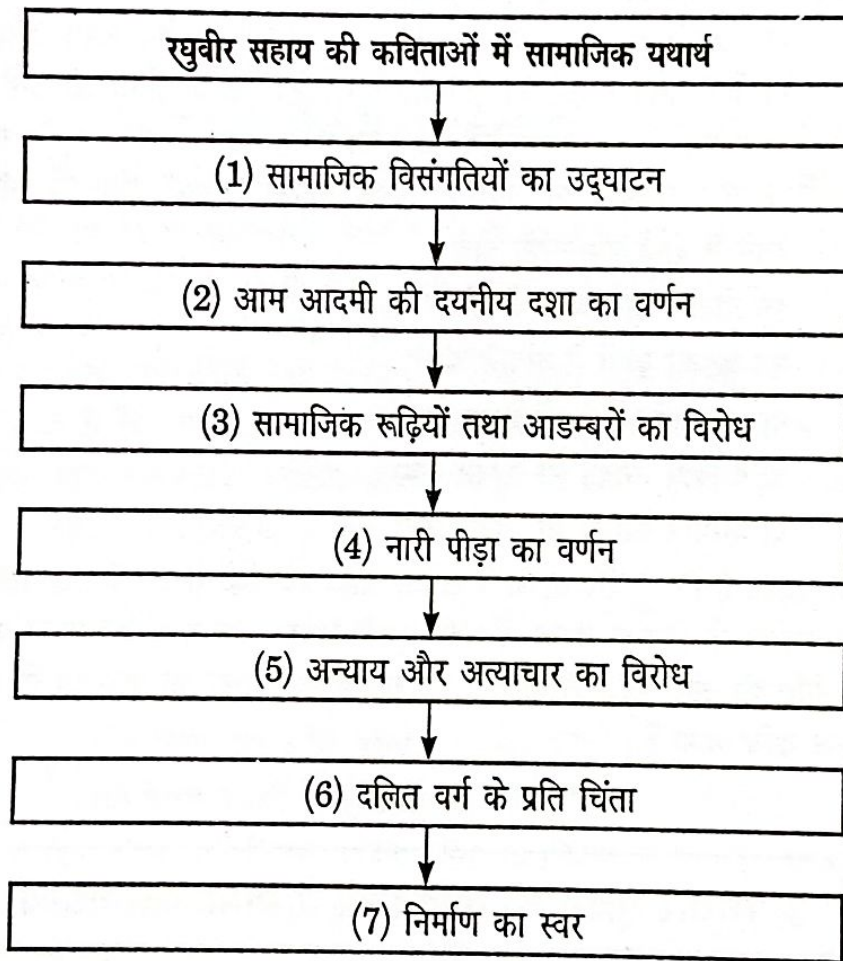 रघुवीर सहाय की कविताओं में सामाजिक यथार्थ
(1) सामाजिक विसंगतियों का उद्‌घाटन
(2) आम आदमी की दयनीय दशा का वर्णन
(3) सामाजिक रूढ़ियों तथा आडम्बरों का विरोध
(4) नारी पीड़ा का वर्णन
(5) अन्याय और अत्याचार का विरोध
(6) दलित वर्ग के प्रति चिंता
(7) निर्माण का स्वर